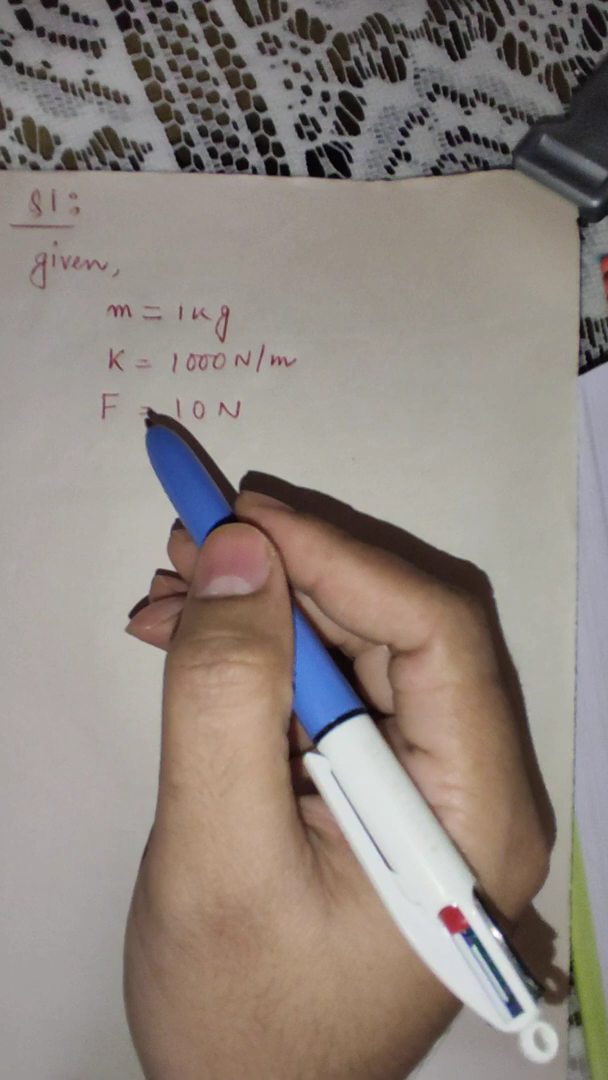 S1:
given,
m = 1kg
K = 1000 N/m
F = 10 N